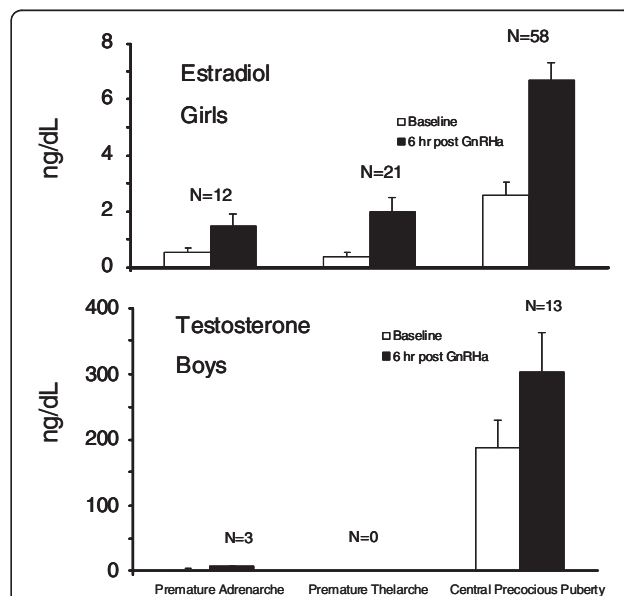 8
N=58
Estradiol
6
Girls
Baseline
6 hr post GnRHa
ng/dL
4
N=21
N=12
2
0
400
Testosterone
N=13
Baseline
Boys
6 hr post GnRHa
300
ng/dL
200
100
N=3
N=0
0
Premature Adrenarche Premature Thelarche Central Precocious Puberty